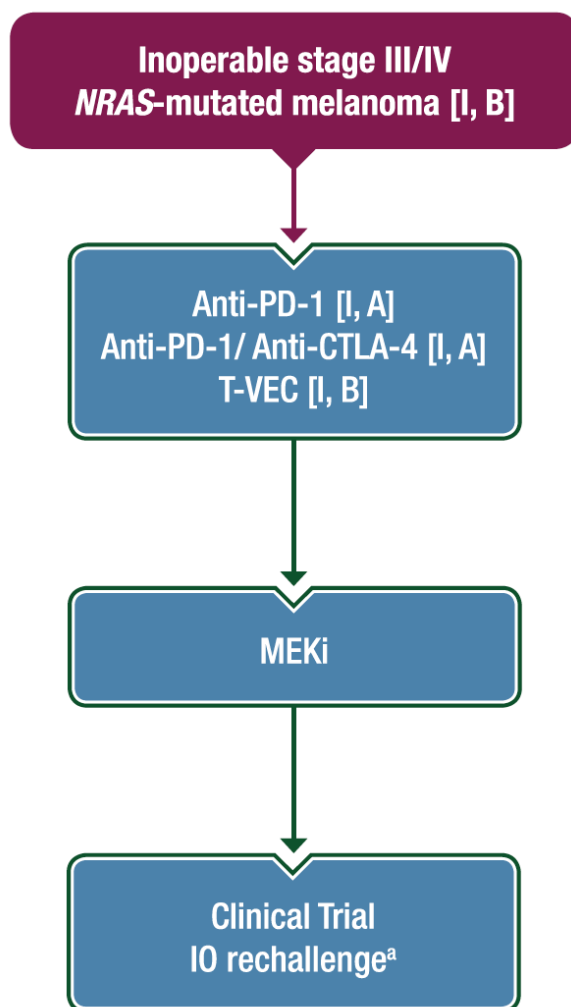 Inoperable stage III/IV
NRAS-mutated melanoma [I, B]
Anti-PD-1 [I, A]
Anti-PD-1/ Anti-CTLA-4 [I, A]
T-VEC [I, B]
MEKi
Clinical Trial
IO rechallengeᵃ